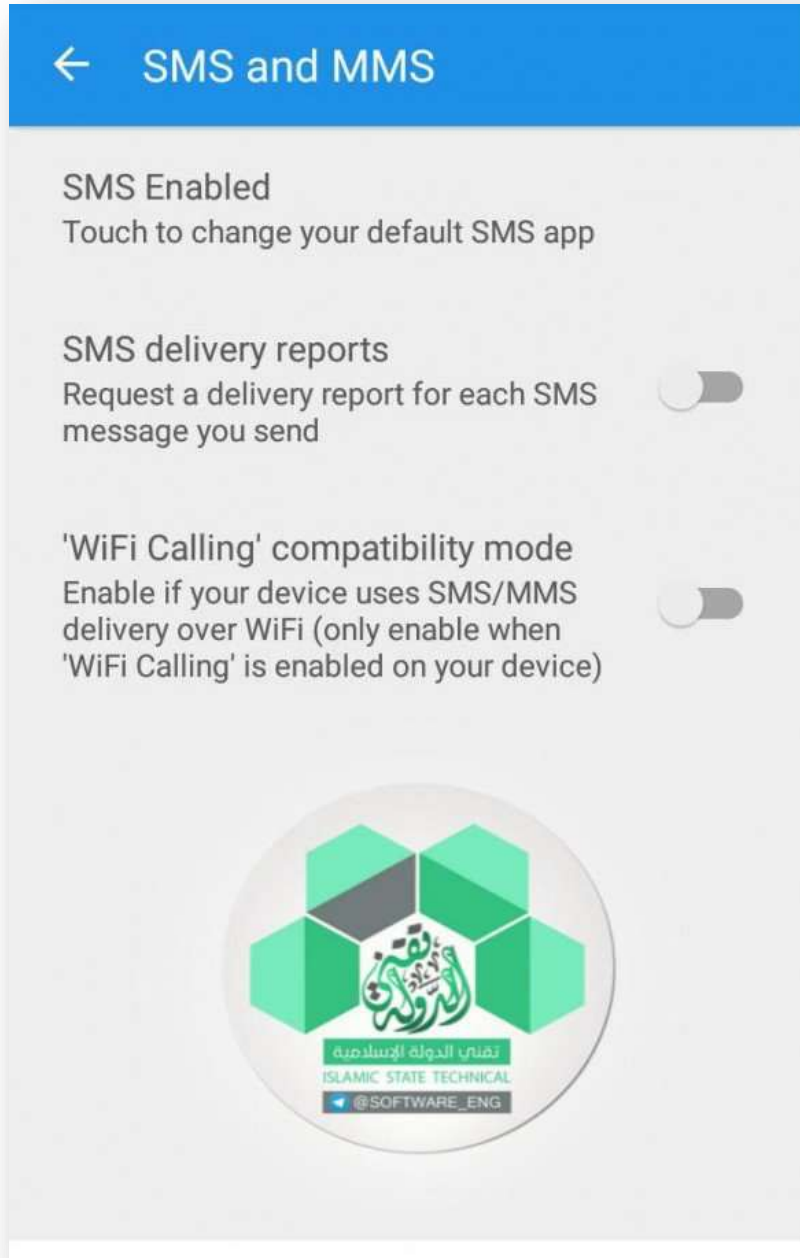 SMS and MMS
SMS Enabled
Touch to change your default SMS app
SMS delivery reports
Request a delivery report for each SMS
message you send
'WiFi Calling' compatibility mode
Enable if your device uses SMS/MMS
delivery over WiFi (only enable when
'WiFi Calling' is enabled on your device)
تقني
الدولة
تقني الدولة الإسلامية
ISLAMIC STATE TECHNICAL
@SOFTWARE_ENG